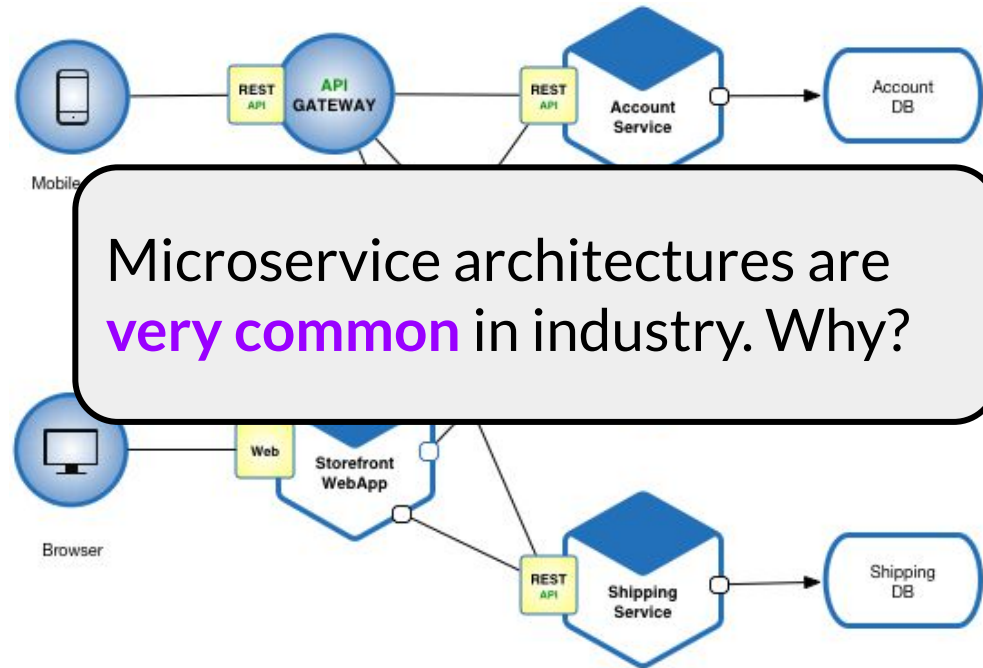 REST
API
API
GATEWAY
REST
API
Account
Service
Account
DB
Mobile
Microservice architectures are
very common in industry. Why?
Web
Storefront
WebApp
Browser
REST
API
Shipping
Service
Shipping
DB